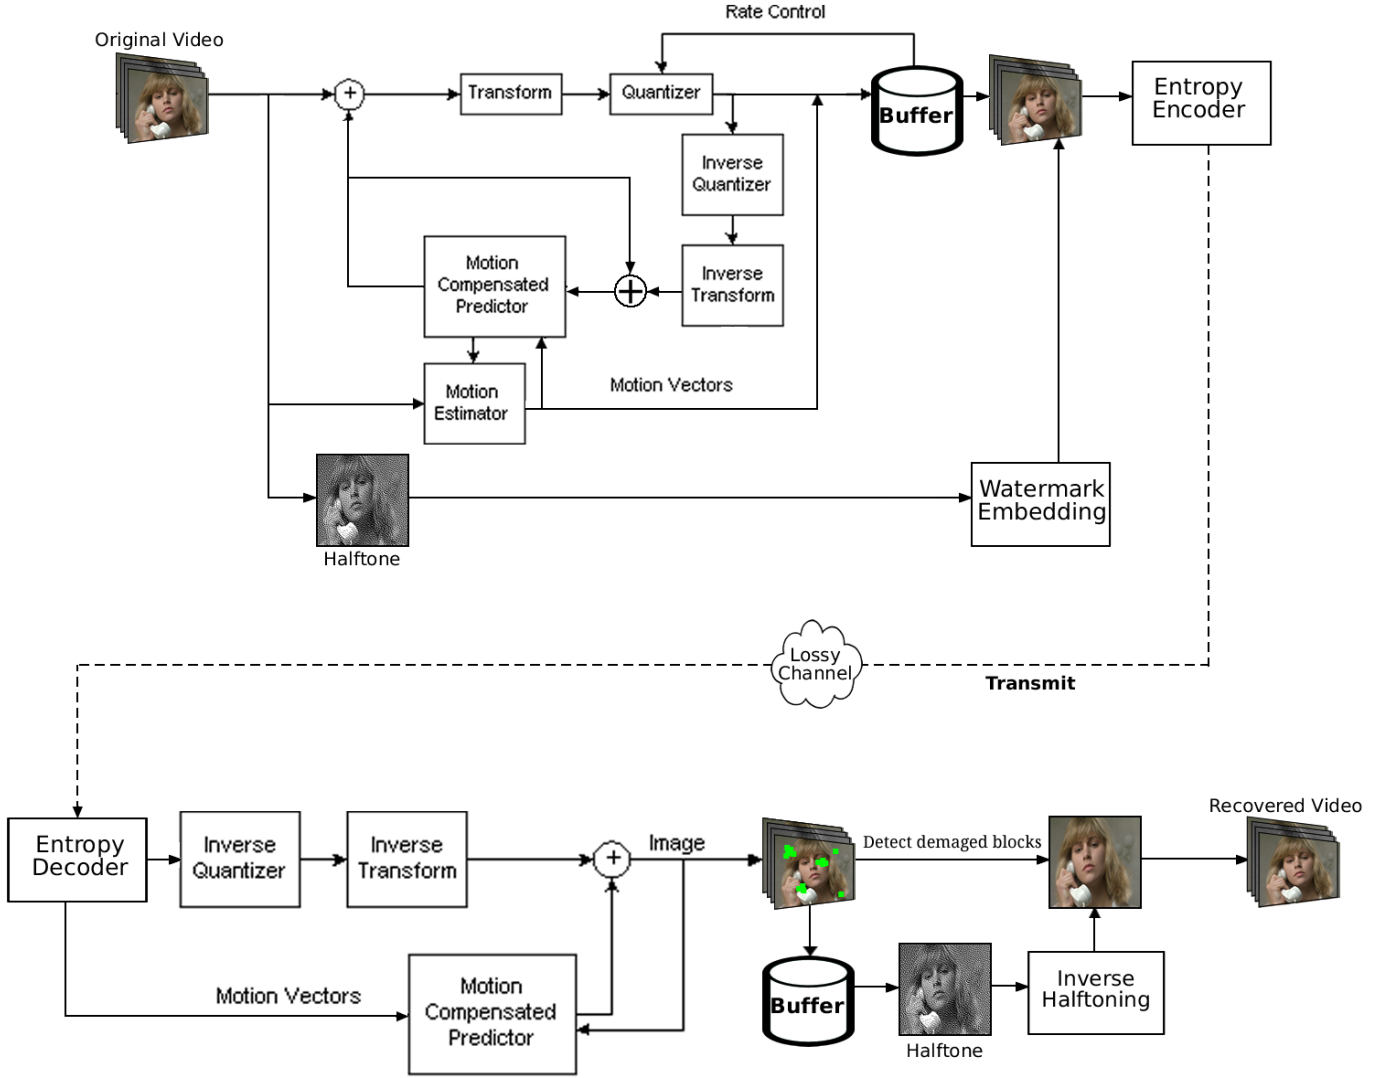 Rate Control
Original Video
Transform
Quantizer
Buffer
Entropy
Encoder
Inverse
Quantizer
Motion
Compensated
Predictor
Inverse
Transform
Motion
Estimator
Motion Vectors
Halftone
Watermark
Embedding
Lossy
Channel
Transmit
Entropy
Decoder
Inverse
Quantizer
Inverse
Transform
Image
Detect damaged blocks
Recovered Video
Motion Vectors
Motion
Compensated
Predictor
Buffer
Halftone
Inverse
Halftoning